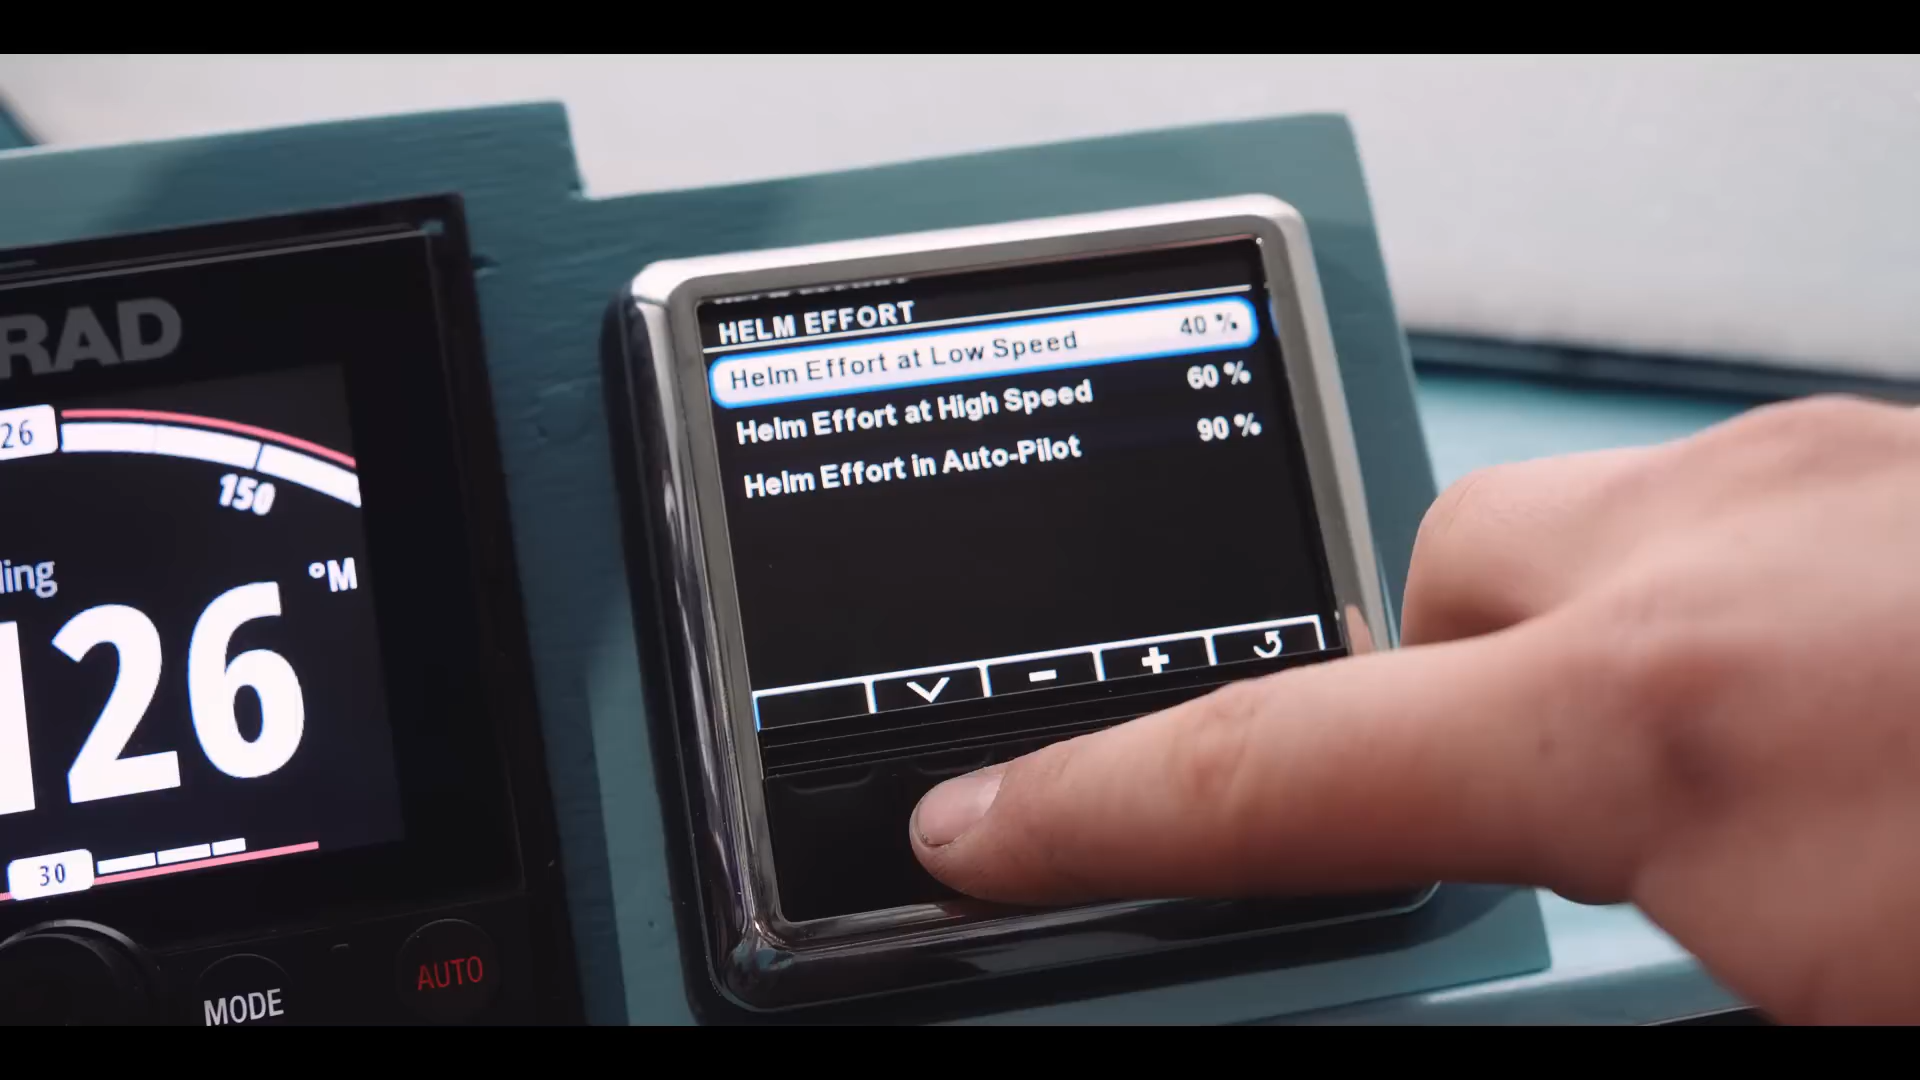 HELM EFFORT
Helm Effort at Low Speed 40 %
Helm Effort at High Speed 60 %
Helm Effort in Auto-Pilot 90 %
RAD
26
150
ding
°M
126
30
MODE
AUTO